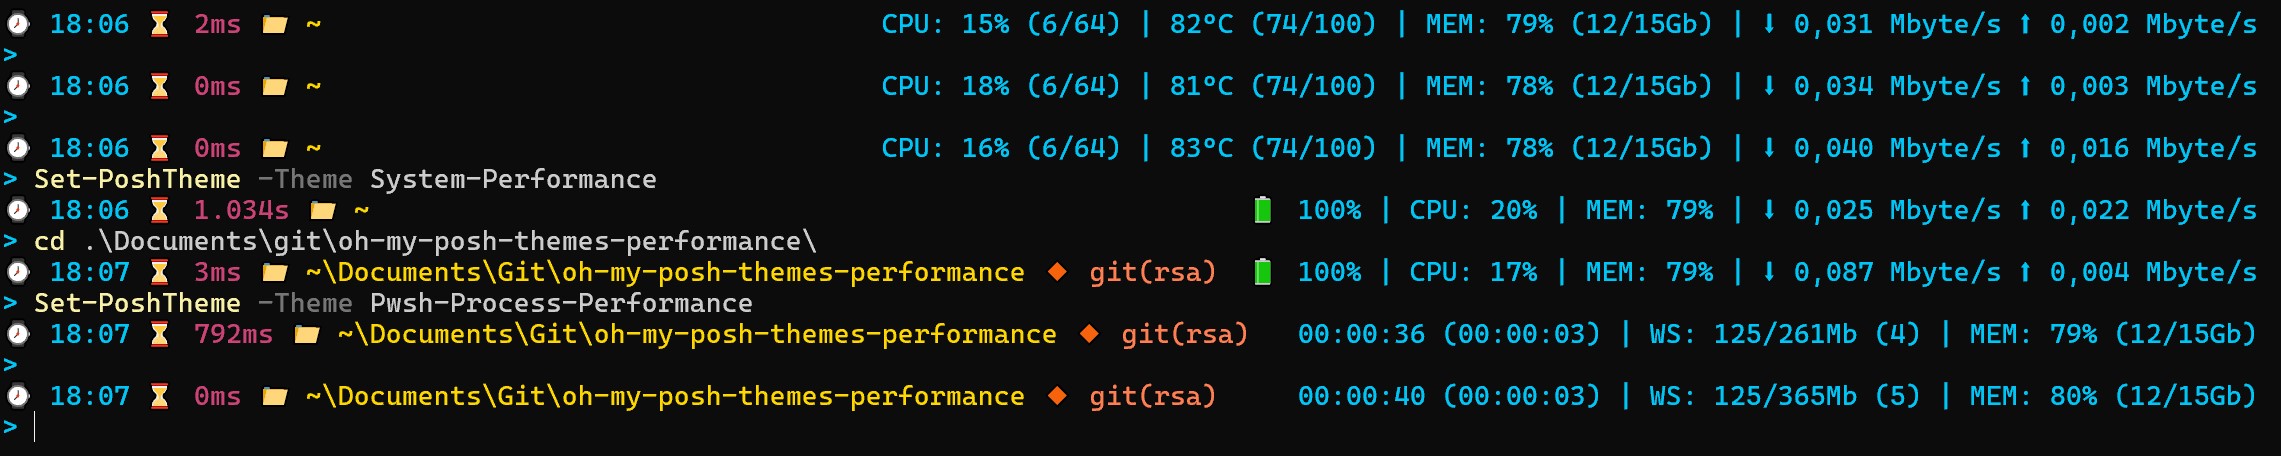 18:06 2ms ~ CPU: 15% (6/64) | 82°C (74/100) | MEM: 79% (12/15Gb) | ⬇ 0,031 Mbyte/s ⬆ 0,002 Mbyte/s
>
18:06 0ms ~ CPU: 18% (6/64) | 81°C (74/100) | MEM: 78% (12/15Gb) | ⬇ 0,034 Mbyte/s ⬆ 0,003 Mbyte/s
>
18:06 0ms ~ CPU: 16% (6/64) | 83°C (74/100) | MEM: 78% (12/15Gb) | ⬇ 0,040 Mbyte/s ⬆ 0,016 Mbyte/s
> Set-PoshTheme -Theme System-Performance
18:06 1.034s ~ 100% | CPU: 20% | MEM: 79% | ⬇ 0,025 Mbyte/s ⬆ 0,022 Mbyte/s
> cd .\Documents\git\oh-my-posh-themes-performance\
18:07 3ms ~\Documents\Git\oh-my-posh-themes-performance ◆ git(rsa) 100% | CPU: 17% | MEM: 79% | ⬇ 0,087 Mbyte/s ⬆ 0,004 Mbyte/s
> Set-PoshTheme -Theme Pwsh-Process-Performance
18:07 792ms ~\Documents\Git\oh-my-posh-themes-performance ◆ git(rsa) 00:00:36 (00:00:03) | WS: 125/261Mb (4) | MEM: 79% (12/15Gb)
>
18:07 0ms ~\Documents\Git\oh-my-posh-themes-performance ◆ git(rsa) 00:00:40 (00:00:03) | WS: 125/365Mb (5) | MEM: 80% (12/15Gb)
>